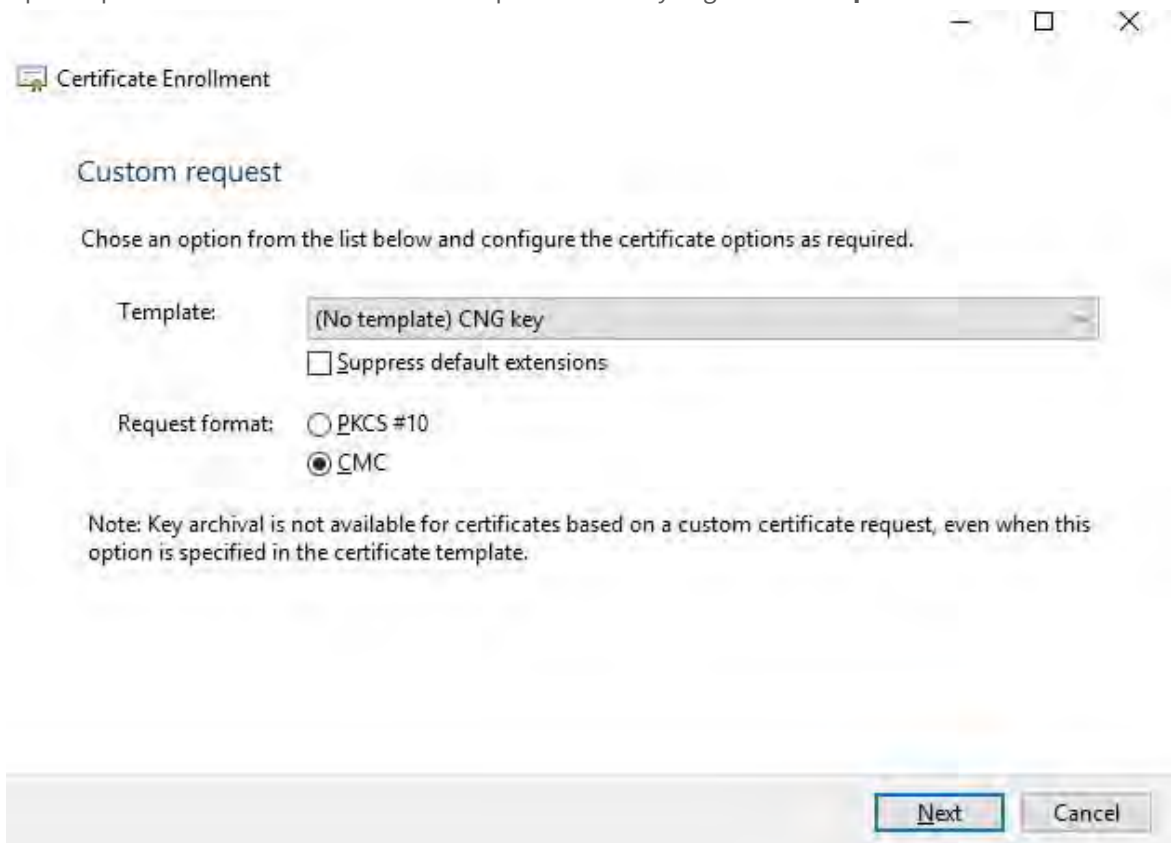 Certificate Enrollment
Custom request
Chose an option from the list below and configure the certificate options as required.
Template:
(No template) CNG key
Suppress default extensions
Request format:
PKCS #10
CMC
Note: Key archival is not available for certificates based on a custom certificate request, even when this
option is specified in the certificate template.
Next
Cancel